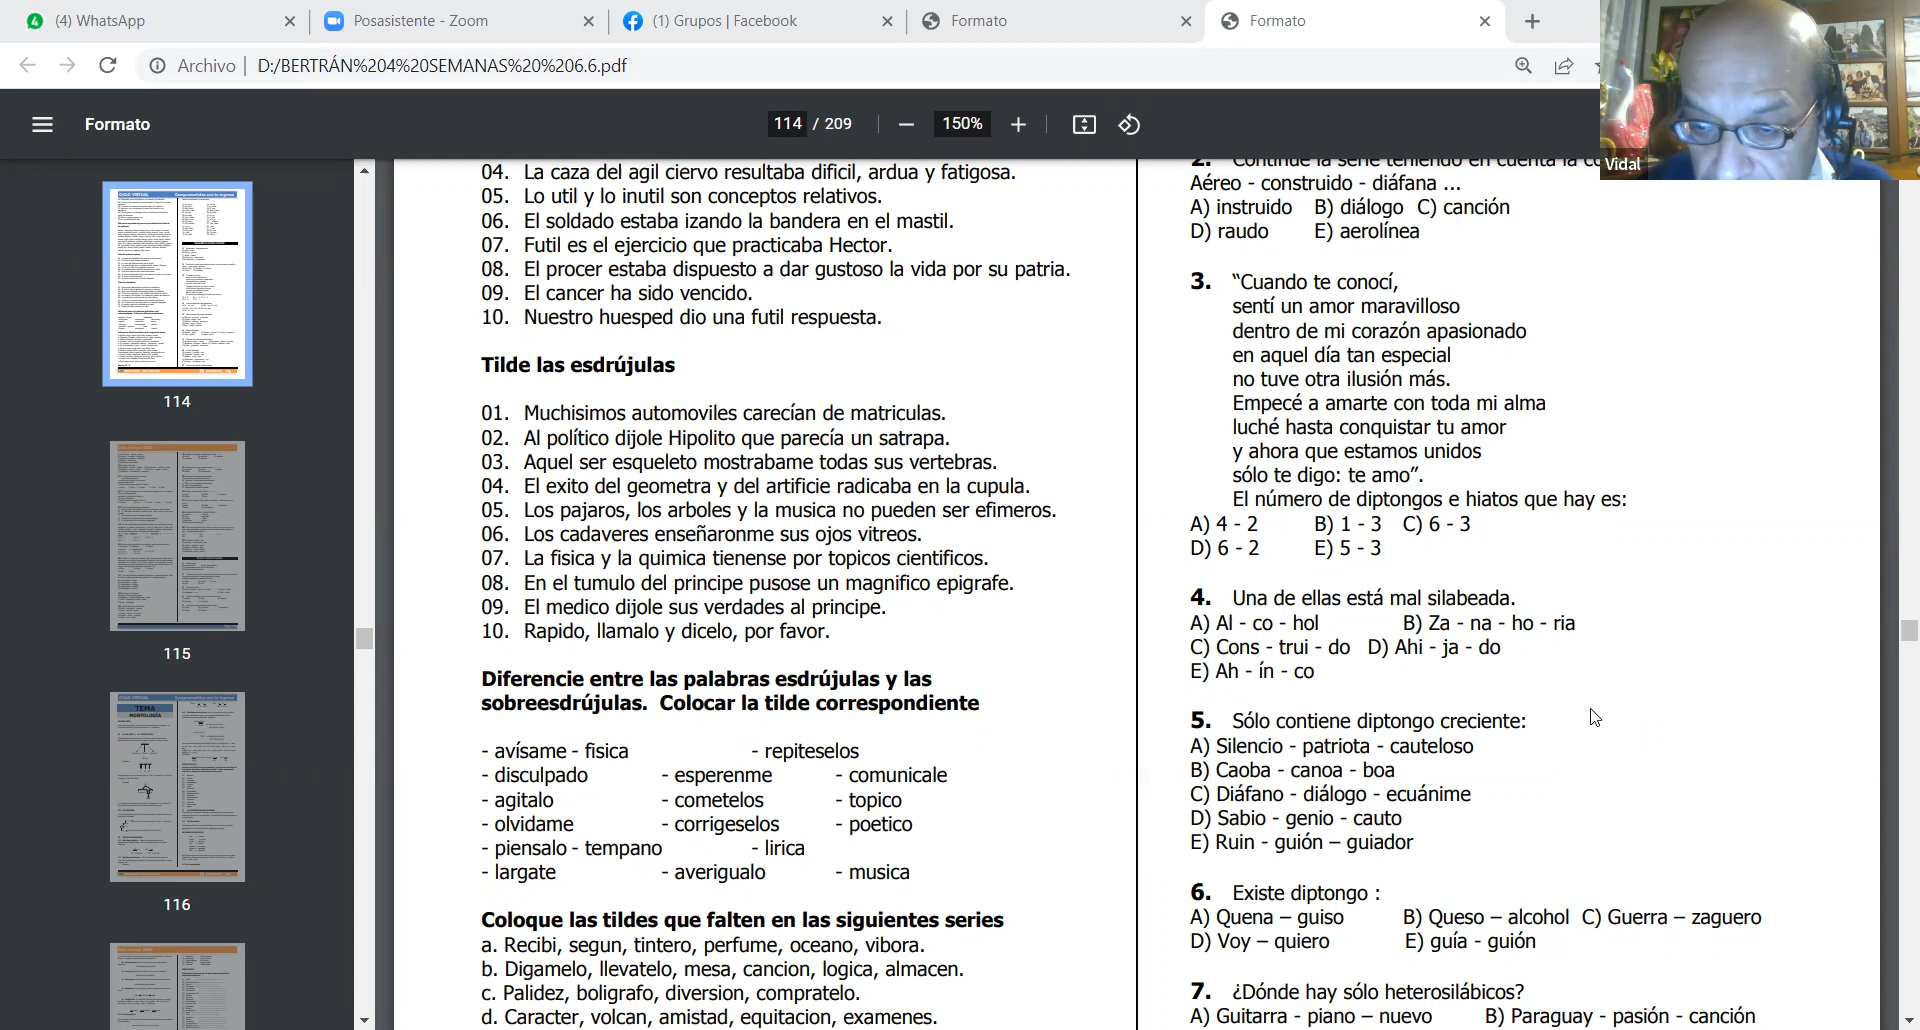 (4) WhatsApp
Posasistente - Zoom
(1) Grupos | Facebook
Formato
Formato
Archivo | D:/BERTRÁN%204%20SEMANAS%20%206.6.pdf
Formato
114 / 209
150%
Vidal
114
115
TEMA
MORFOLOGÍA
116
04. La caza del agil ciervo resultaba dificil, ardua y fatigosa.
05. Lo util y lo inutil son conceptos relativos.
06. El soldado estaba izando la bandera en el mastil.
07. Futil es el ejercicio que practicaba Hector.
08. El procer estaba dispuesto a dar gustoso la vida por su patria.
09. El cancer ha sido vencido.
10. Nuestro huesped dio una futil respuesta.
Tilde las esdrújulas
01. Muchisimos automoviles carecían de matriculas.
02. Al político dijole Hipolito que parecía un satrapa.
03. Aquel ser esqueleto mostrabame todas sus vertebras.
04. El exito del geometra y del artificie radicaba en la cupula.
05. Los pajaros, los arboles y la musica no pueden ser efimeros.
06. Los cadaveres enseñaronme sus ojos vitreos.
07. La fisica y la quimica tienense por topicos cientificos.
08. En el tumulo del principe pusose un magnifico epigrafe.
09. El medico dijole sus verdades al principe.
10. Rapido, llamalo y dicelo, por favor.
Diferencie entre las palabras esdrújulas y las
sobreesdrújulas. Colocar la tilde correspondiente
- avísame - fisica - repiteselos
- disculpado - esperenme - comunicale
- agitalo - cometelos - topico
- olvidame - corrigeselos - poetico
- piensalo - tempano - lirica
- largate - averigualo - musica
Coloque las tildes que falten en las siguientes series
a. Recibi, segun, tintero, perfume, oceano, vibora.
b. Digamelo, llevatelo, mesa, cancion, logica, almacen.
c. Palidez, boligrafo, diversion, compratelo.
d. Caracter, volcan, amistad, equitacion, examenes.
2. Continúe la serie teniendo en cuenta la
Aéreo - construido - diáfana ...
A) instruido B) diálogo C) canción
D) raudo E) aerolínea
3. “Cuando te conocí,
sentí un amor maravilloso
dentro de mi corazón apasionado
en aquel día tan especial
no tuve otra ilusión más.
Empecé a amarte con toda mi alma
luché hasta conquistar tu amor
y ahora que estamos unidos
sólo te digo: te amo”.
El número de diptongos e hiatos que hay es:
A) 4 - 2 B) 1 - 3 C) 6 - 3
D) 6 - 2 E) 5 - 3
4. Una de ellas está mal silabeada.
A) Al - co - hol B) Za - na - ho - ria
C) Cons - trui - do D) Ahi - ja - do
E) Ah - ín - co
5. Sólo contiene diptongo creciente:
A) Silencio - patriota - cauteloso
B) Caoba - canoa - boa
C) Diáfano - diálogo - ecuánime
D) Sabio - genio - cauto
E) Ruin - guión – guiador
6. Existe diptongo :
A) Quena – guiso B) Queso – alcohol C) Guerra – zaguero
D) Voy – quiero E) guía - guión
7. ¿Dónde hay sólo heterosilábicos?
A) Guitarra - piano – nuevo B) Paraguay - pasión - canción